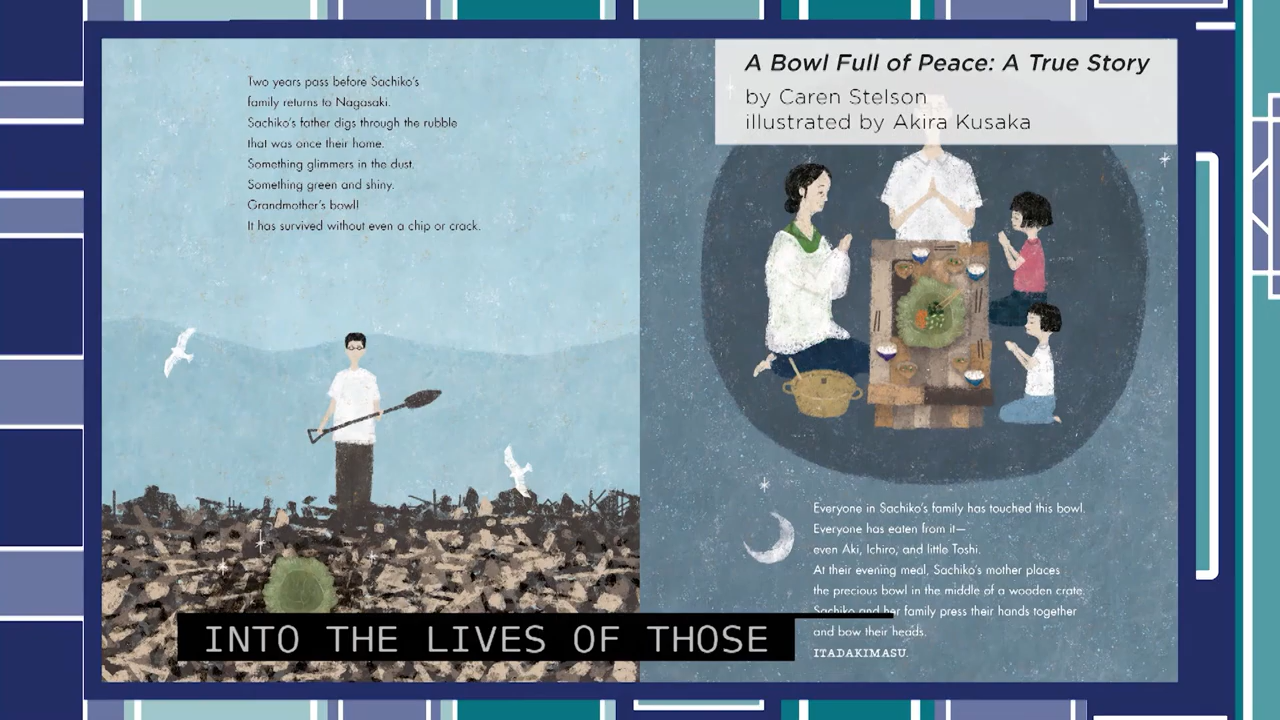 Two years pass before Sachiko's
family returns to Nagasaki.
Sachiko's father digs through the rubble
that was once their home.
Something glimmers in the dust.
Something green and shiny.
Grandmother's bowl!
It has survived without even a chip or crack.
A Bowl Full of Peace: A True Story
by Caren Stelson
illustrated by Akira Kusaka
Everyone in Sachiko's family has touched this bowl.
Everyone has eaten from it—
even Aki, Ichiro, and little Toshi.
At their evening meal, Sachiko's mother places
the precious bowl in the middle of a wooden crate.
Sachiko and her family press their hands together
and bow their heads.
ITADAKIMASU.
INTO THE LIVES OF THOSE